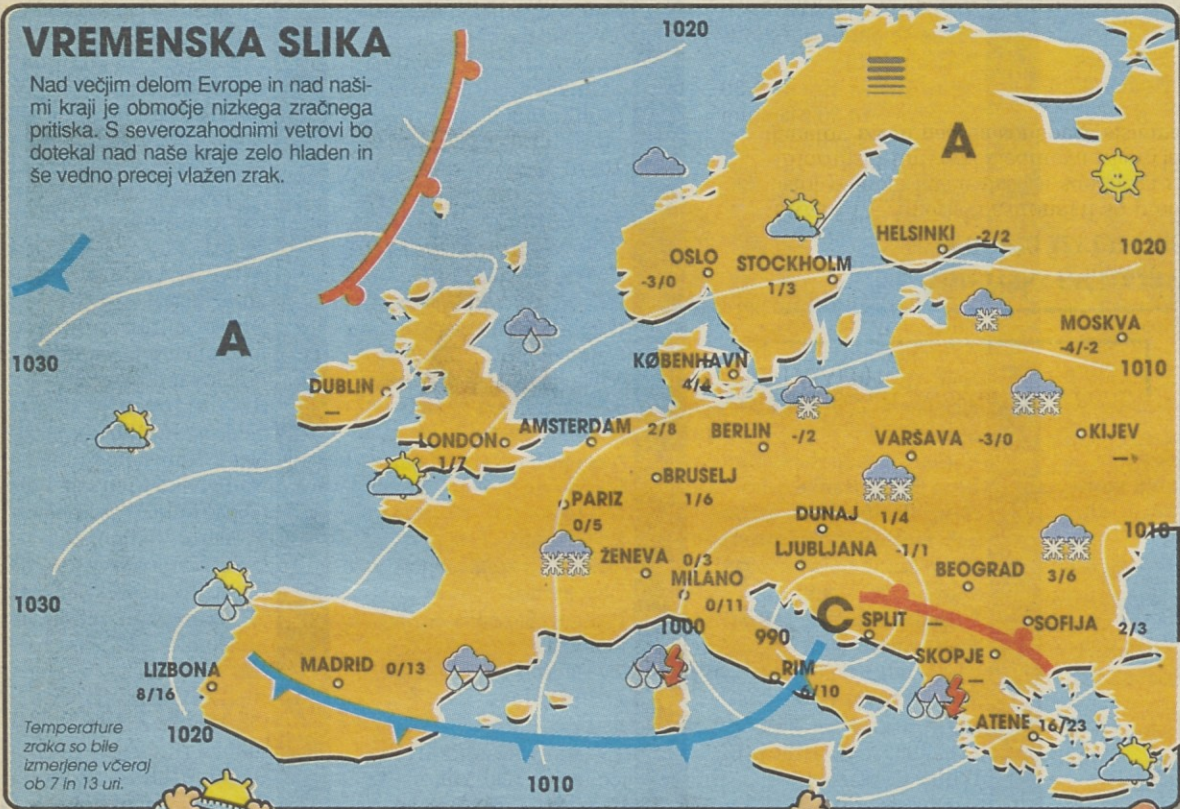 VREMENSKA SLIKA
Nad večjim delom Evrope in nad naši-
mi kraji je območje nizkega zračnega
pritiska. S severozahodnimi vetrovi bo
dotekal nad naše kraje zelo hladen in
še vedno precej vlažen zrak.
1020
A
HELSINKI -2/2
OSLO
-3/0
STOCKHOLM
1/3
1020
MOSKVA
-4/-2
A
1030
KØBENHAVN
4/4
1010
DUBLIN
–
AMSTERDAM 2/8
BERLIN -/2
VARŠAVA -3/0
KIJEV
–
LONDON
1/7
BRUSELJ
1/6
PARIZ
0/5
DUNAJ 1/4
1010
LJUBLJANA -1/1
ŽENEVA 0/3
BEOGRAD
3/6
MILANO
0/11
1030
C
SPLIT –
SOFIJA 2/3
1000
990
SKOPJE
–
LIZBONA
8/16
MADRID 0/13
RIM
6/10
ATENE 16/23
1020
Temperature
zraka so bile
izmerjene včeraj
ob 7 in 13 uri.
1010